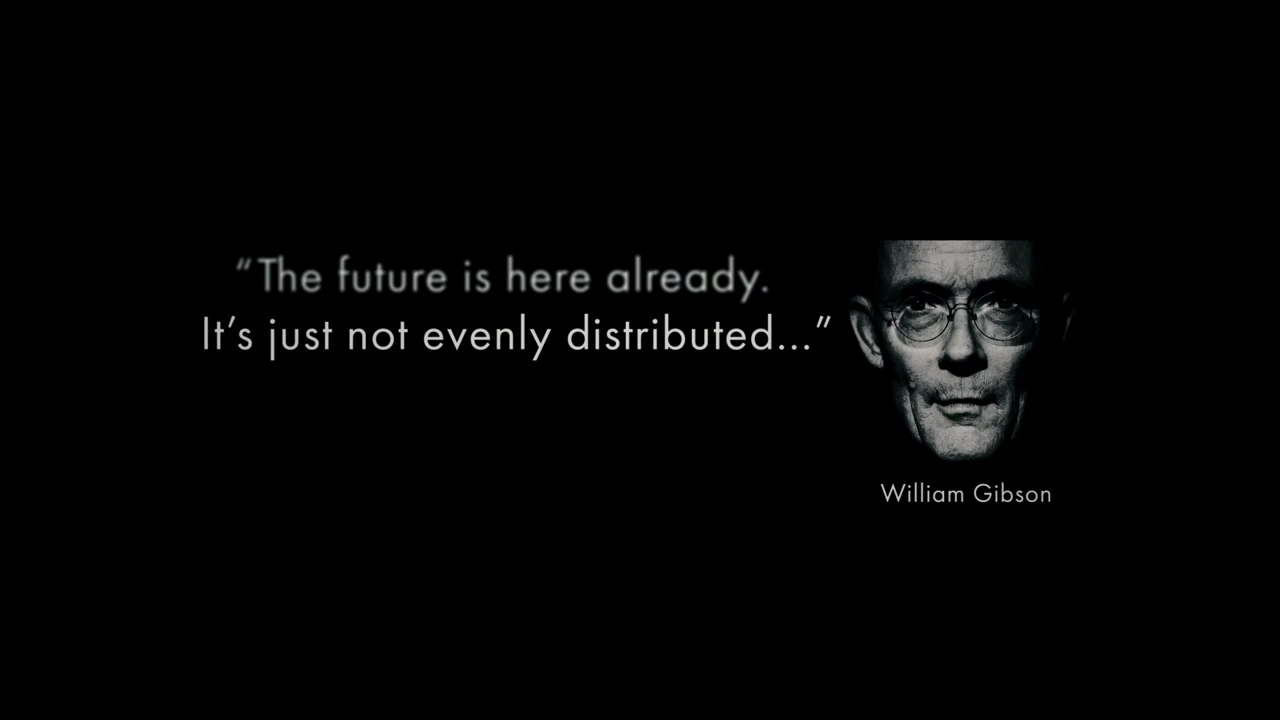 “The future is here already.
It’s just not evenly distributed...”
William Gibson